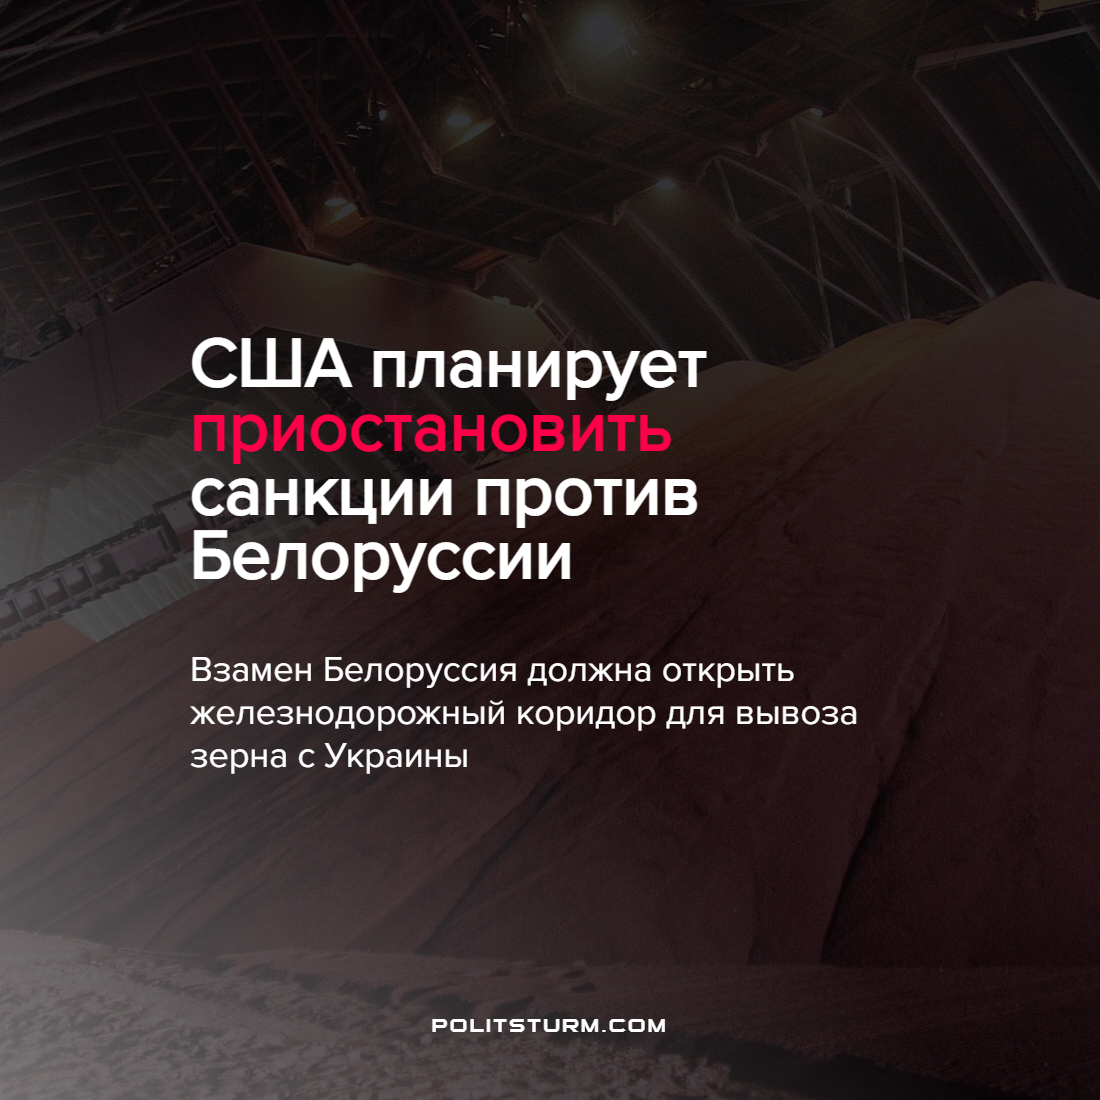 США планирует
приостановить
санкции против
Белоруссии
Взамен Белоруссия должна открыть
железнодорожный коридор для вывоза
зерна с Украины
POLITSTURM.COM